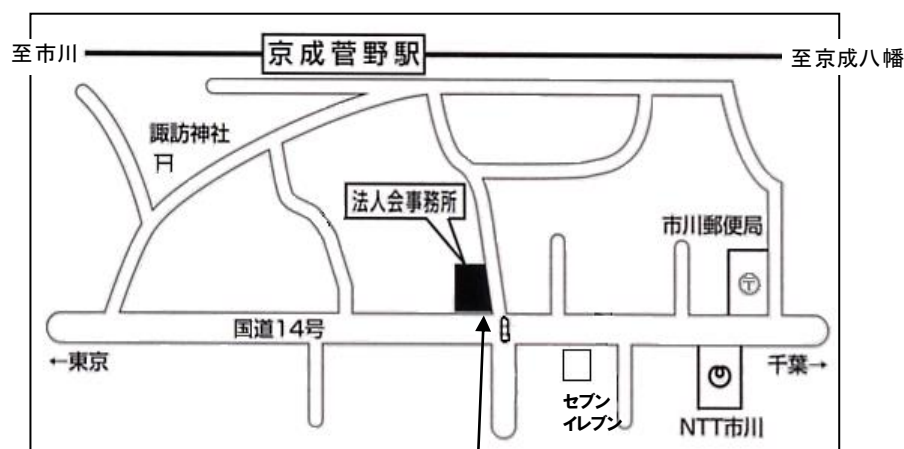 至市川
京成菅野駅
至京成八幡
諏訪神社
法人会事務所
市川郵便局
国道14号
←東京
千葉→
セブン
イレブン
NTT市川